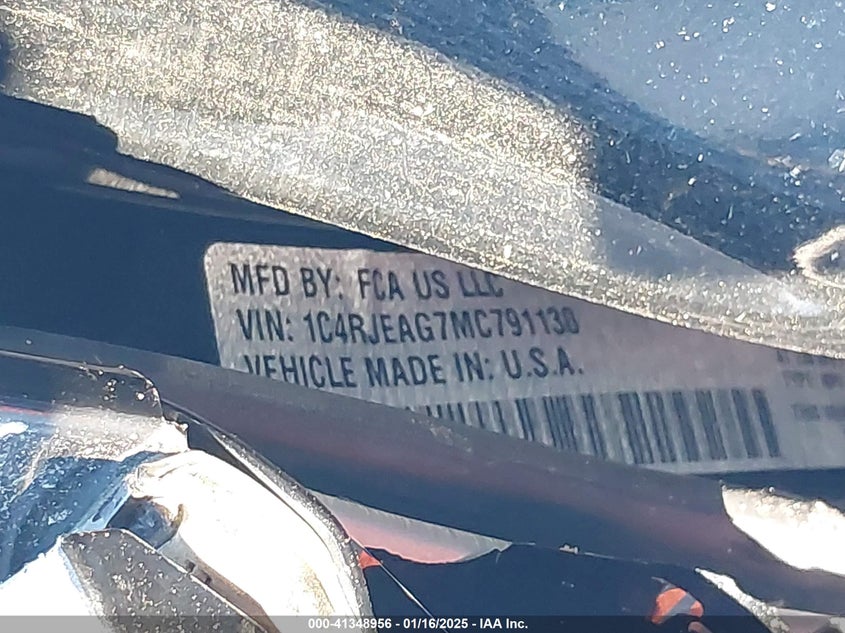 MFD BY: FCA US LLC
VIN: 1C4RJEAG7MC791130
VEHICLE MADE IN: U.S.A.
000-41348956 - 01/16/2025 - IAA Inc.